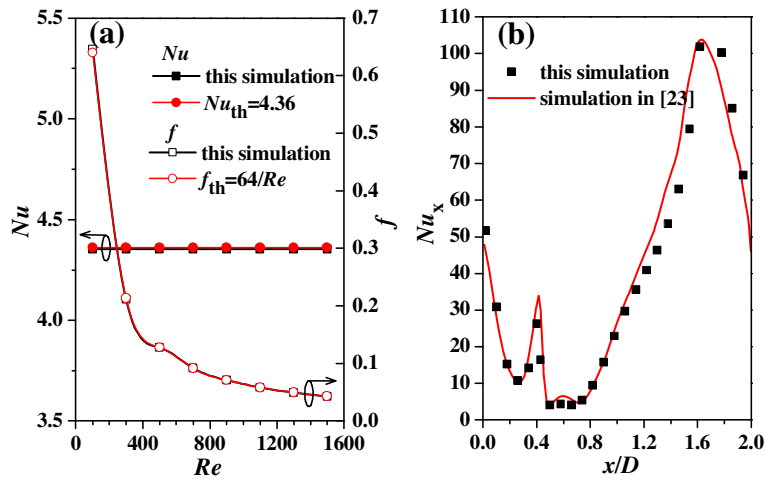 (a)
Nu
this simulation
Nu_th=4.36
f
this simulation
f_th=64/Re
5.5
5.0
4.5
4.0
3.5
Nu
0.7
0.6
0.5
0.4
0.3
0.2
0.1
0.0
f
0 400 800 1200 1600
Re
(b)
this simulation
simulation in [23]
110
100
90
80
70
60
50
40
30
20
10
0
Nu_x
0.0 0.4 0.8 1.2 1.6 2.0
x/D